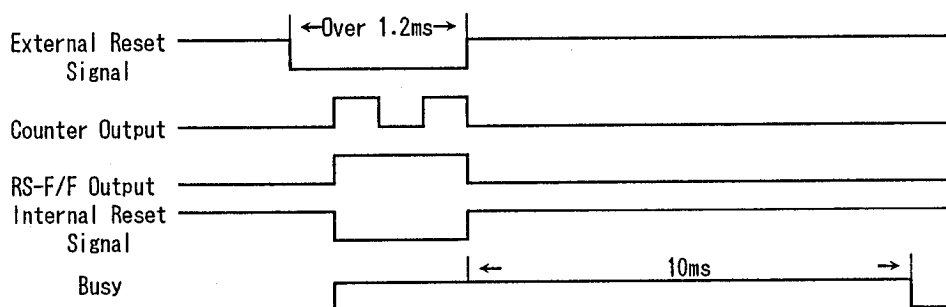 Over 1.2ms
External Reset
Signal
Counter Output
RS-F/F Output
Internal Reset
Signal
10ms
Busy